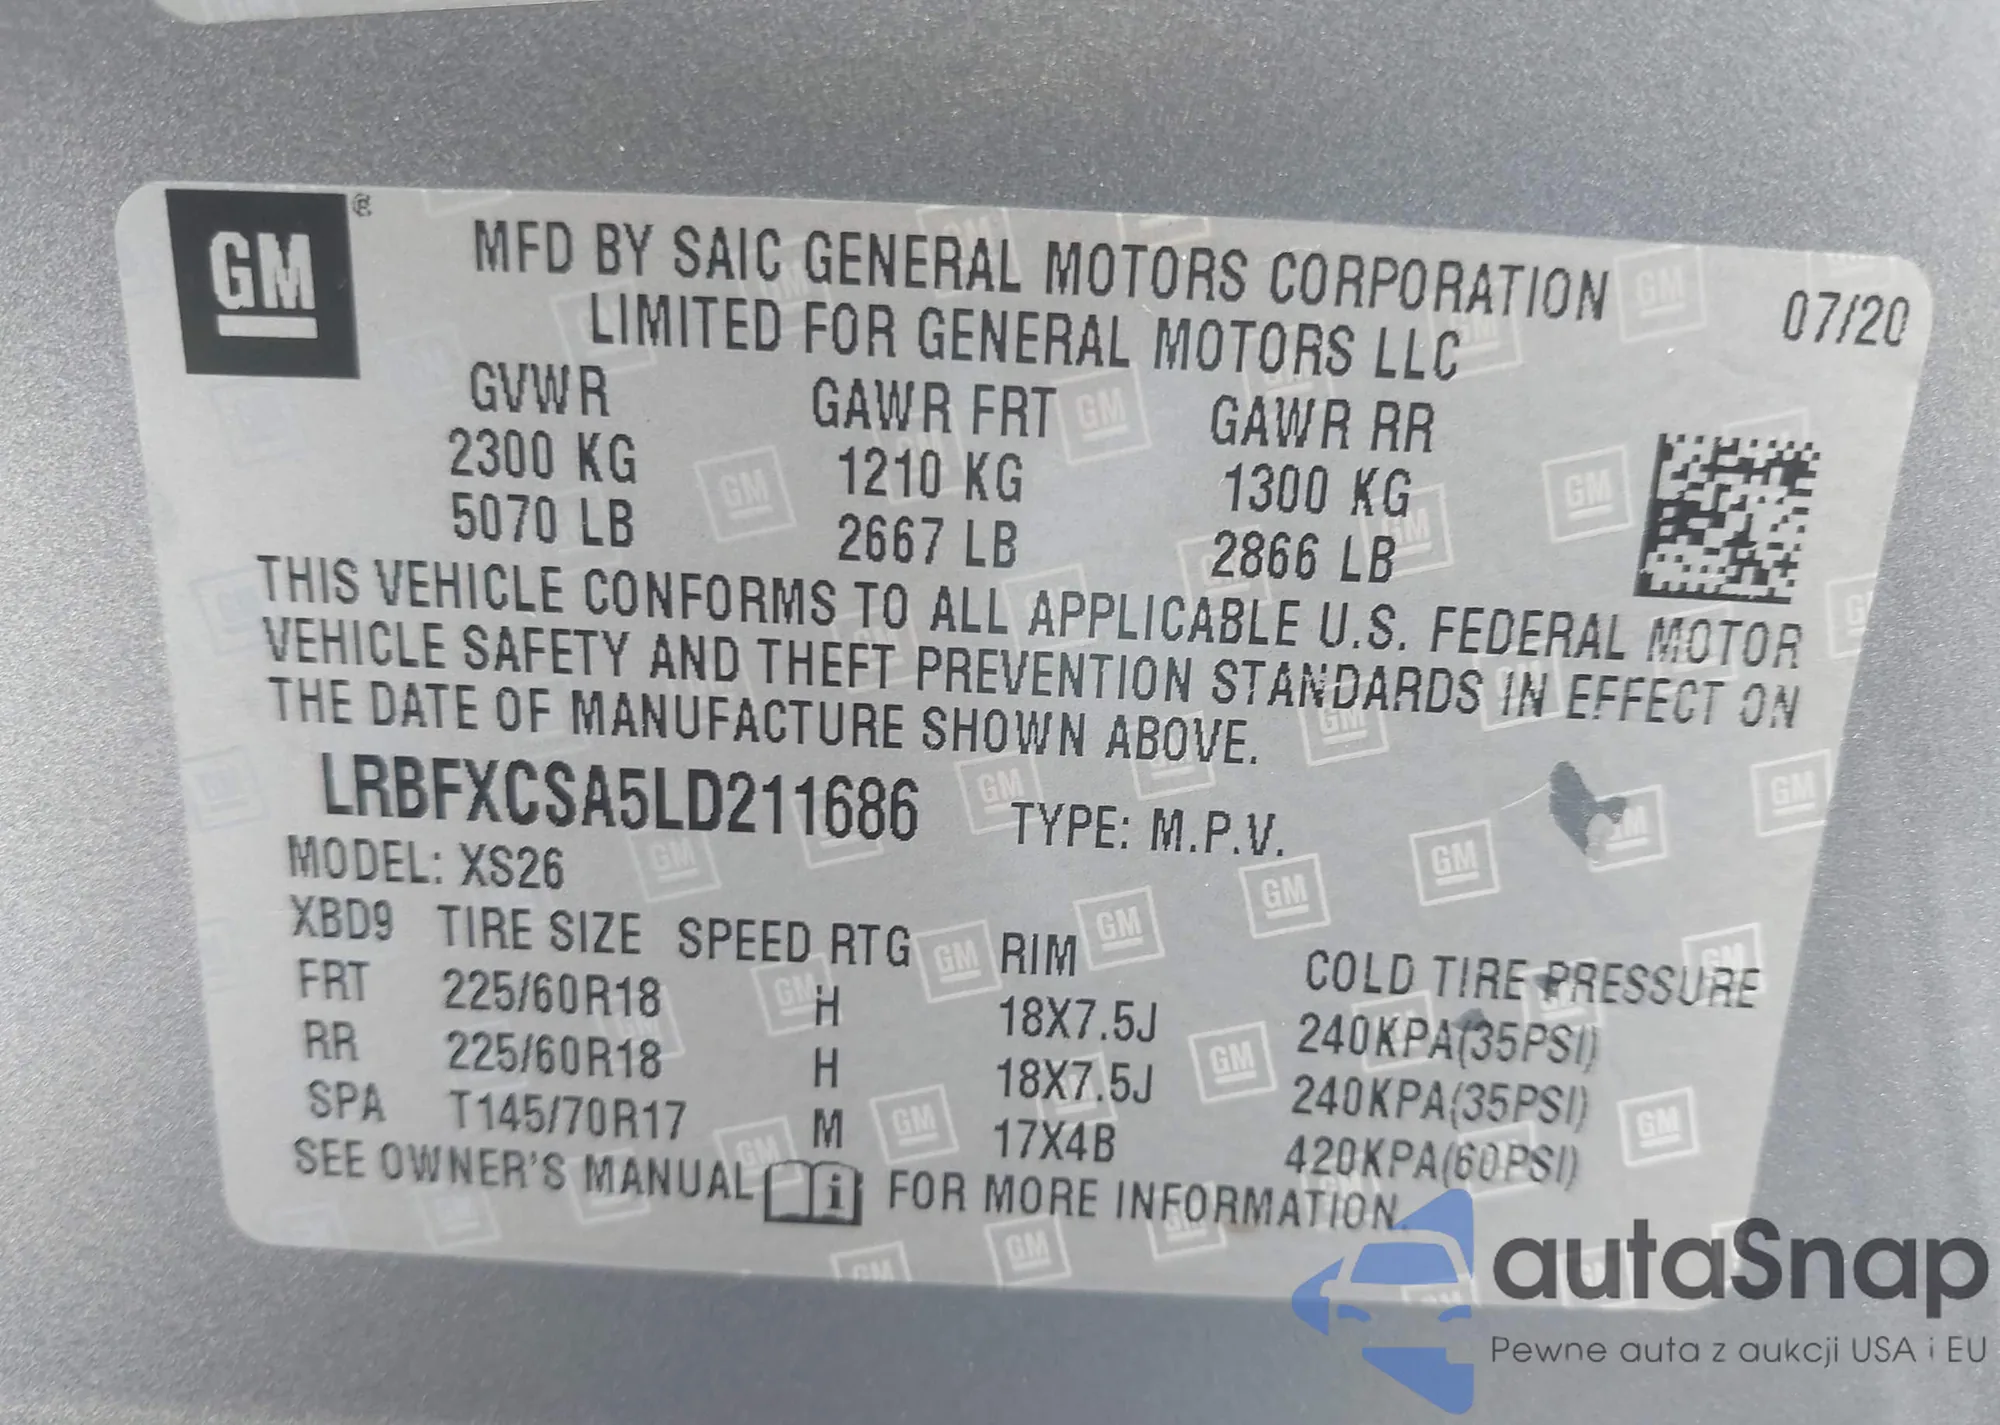 GM ®
MFD BY SAIC GENERAL MOTORS CORPORATION
LIMITED FOR GENERAL MOTORS LLC
07/20
GVWR GAWR FRT GAWR RR
2300 KG 1210 KG 1300 KG
5070 LB 2667 LB 2866 LB
THIS VEHICLE CONFORMS TO ALL APPLICABLE U.S. FEDERAL MOTOR
VEHICLE SAFETY AND THEFT PREVENTION STANDARDS IN EFFECT ON
THE DATE OF MANUFACTURE SHOWN ABOVE.
LRBFXCSA5LD211686 TYPE: M.P.V.
MODEL: XS26
XBD9 TIRE SIZE SPEED RTG RIM COLD TIRE PRESSURE
FRT 225/60R18 H 18X7.5J 240KPA(35PSI)
RR 225/60R18 H 18X7.5J 240KPA(35PSI)
SPA T145/70R17 M 17X4B 420KPA(60PSI)
SEE OWNER'S MANUAL i FOR MORE INFORMATION.
autaSnap
Pewne auta z aukcji USA i EU